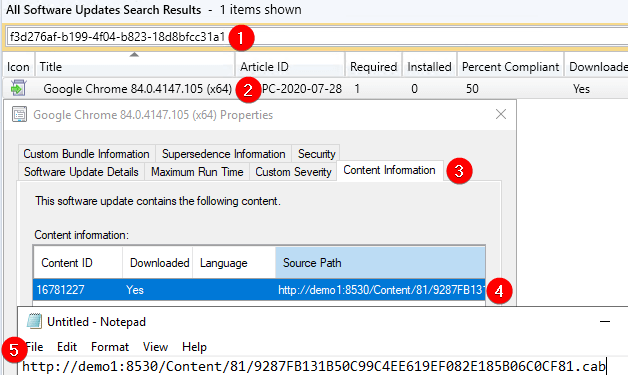 All Software Updates Search Results - 1 items shown
f3d276af-b199-4f04-b823-18d8bfcc31a1 1
Icon Title Article ID Required Installed Percent Compliant Downloade
Google Chrome 84.0.4147.105 (x64) 2 PC-2020-07-28 1 0 50 Yes
Google Chrome 84.0.4147.105 (x64) Properties
Custom Bundle Information Supersedence Information Security
Software Update Details Maximum Run Time Custom Severity Content Information 3
This software update contains the following content.
Content information:
Content ID Downloaded Language Source Path
16781227 Yes http://demo1:8530/Content/81/9287FB131 4
Untitled - Notepad
5 File Edit Format View Help
http://demo1:8530/Content/81/9287FB131B50C99C4EE619EF082E185B06C0CF81.cab